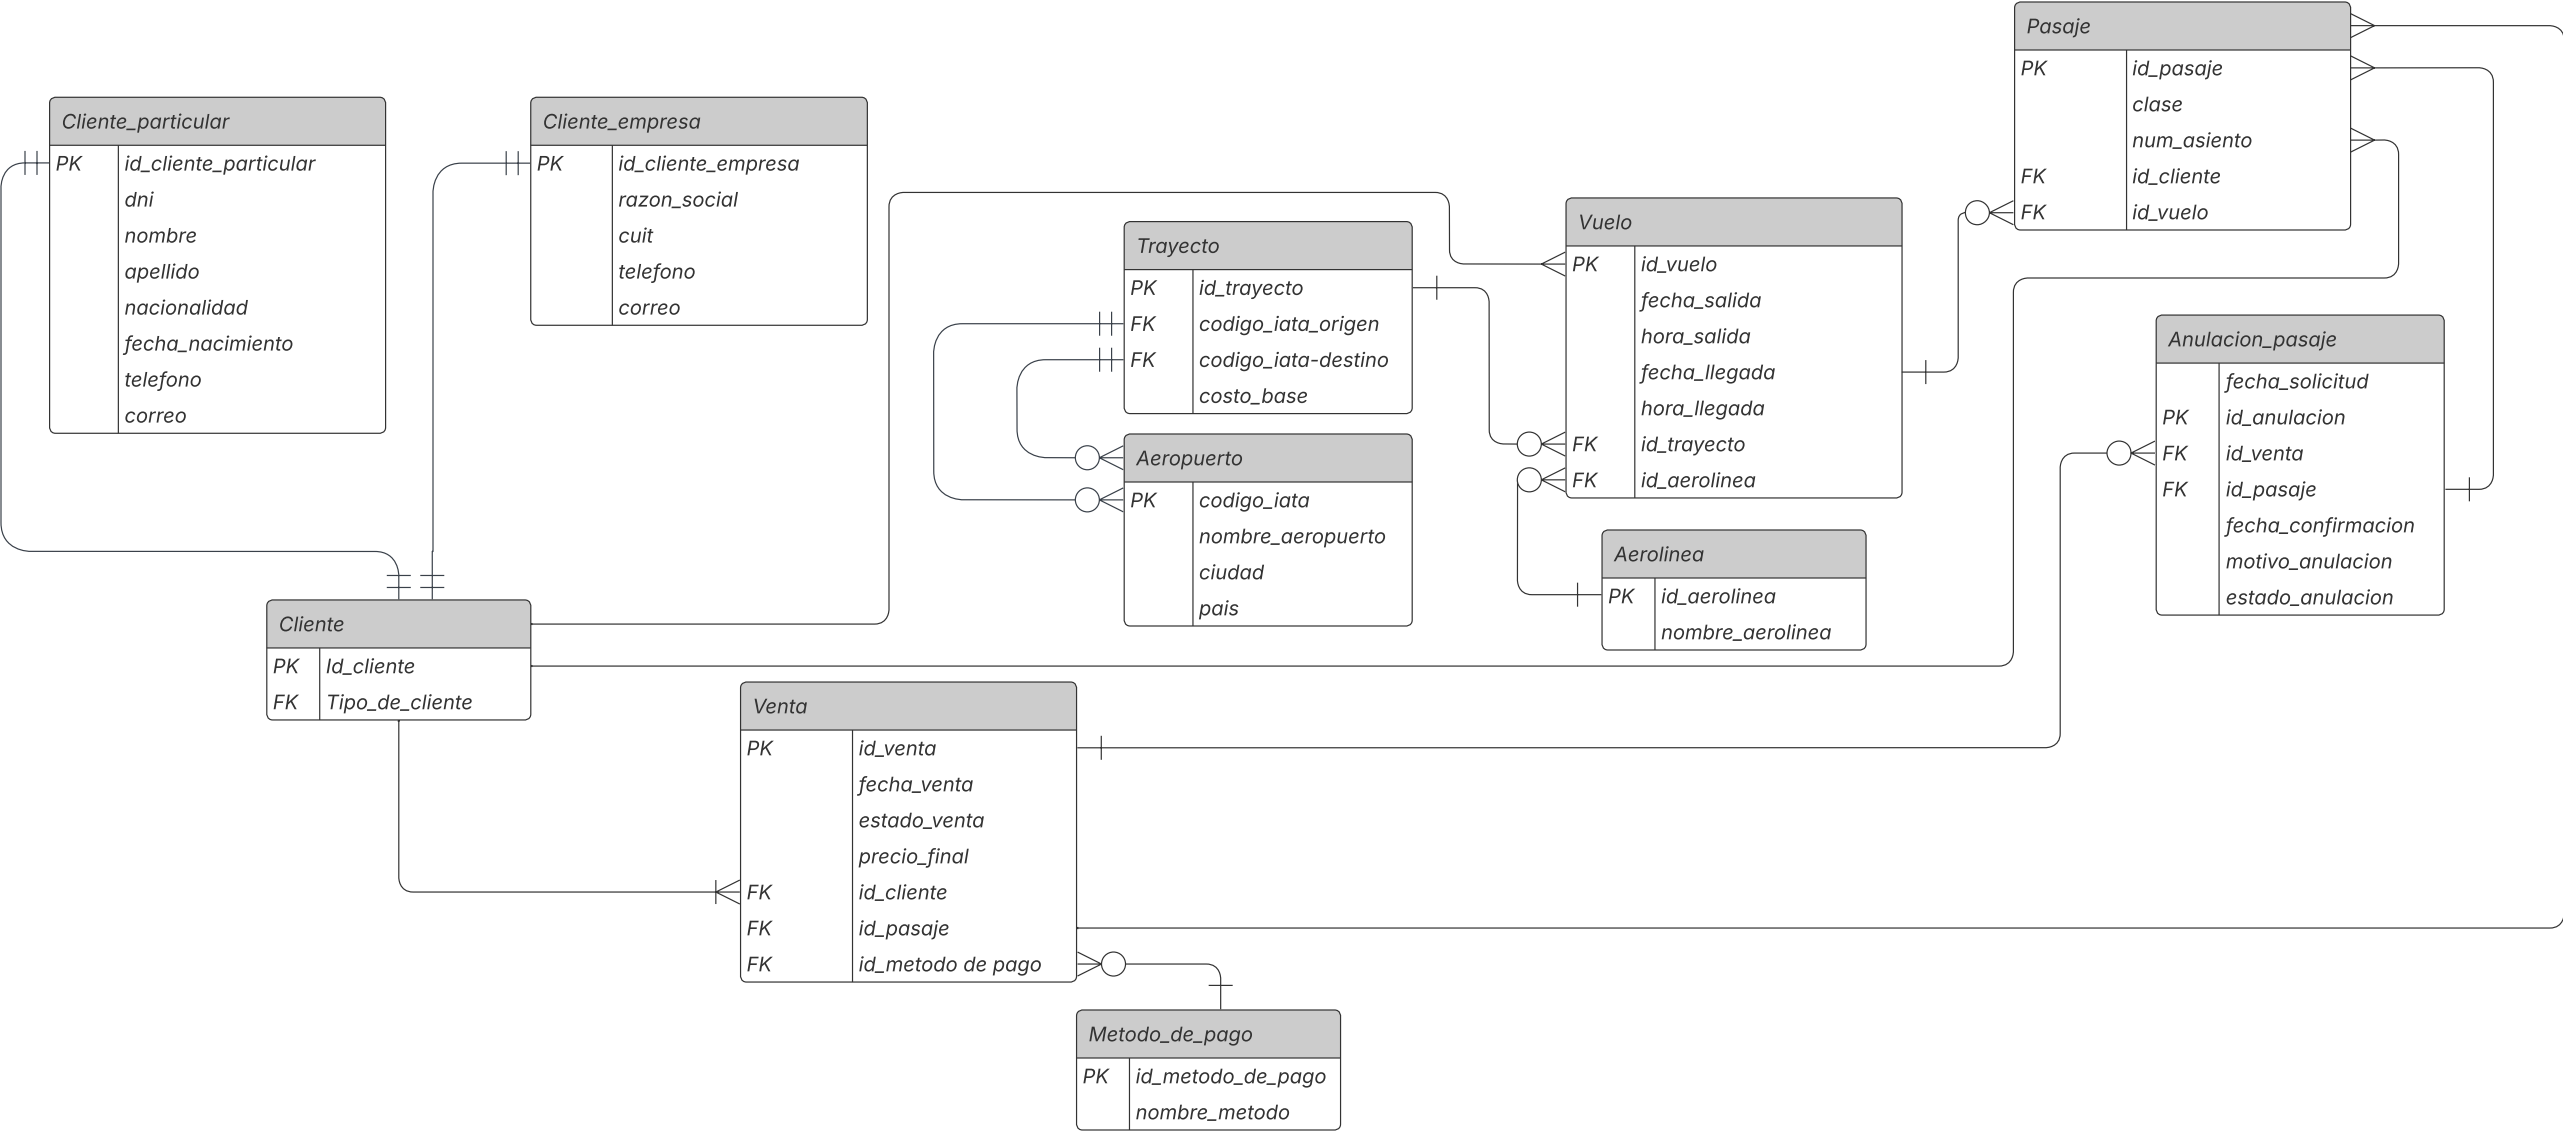 Pasaje
PK id_pasaje
clase
num_asiento
FK id_cliente
FK id_vuelo
Cliente_particular
PK id_cliente_particular
dni
nombre
apellido
nacionalidad
fecha_nacimiento
telefono
correo
Cliente_empresa
PK id_cliente_empresa
razon_social
cuit
telefono
correo
Trayecto
PK id_trayecto
FK codigo_iata_origen
FK codigo_iata-destino
costo_base
Vuelo
PK id_vuelo
fecha_salida
hora_salida
fecha_llegada
hora_llegada
FK id_trayecto
FK id_aerolinea
Anulacion_pasaje
fecha_solicitud
PK id_anulacion
FK id_venta
FK id_pasaje
fecha_confirmacion
motivo_anulacion
estado_anulacion
Aeropuerto
PK codigo_iata
nombre_aeropuerto
ciudad
pais
Aerolinea
PK id_aerolinea
nombre_aerolinea
Cliente
PK Id_cliente
FK Tipo_de_cliente
Venta
PK id_venta
fecha_venta
estado_venta
precio_final
FK id_cliente
FK id_pasaje
FK id_metodo de pago
Metodo_de_pago
PK id_metodo_de_pago
nombre_metodo